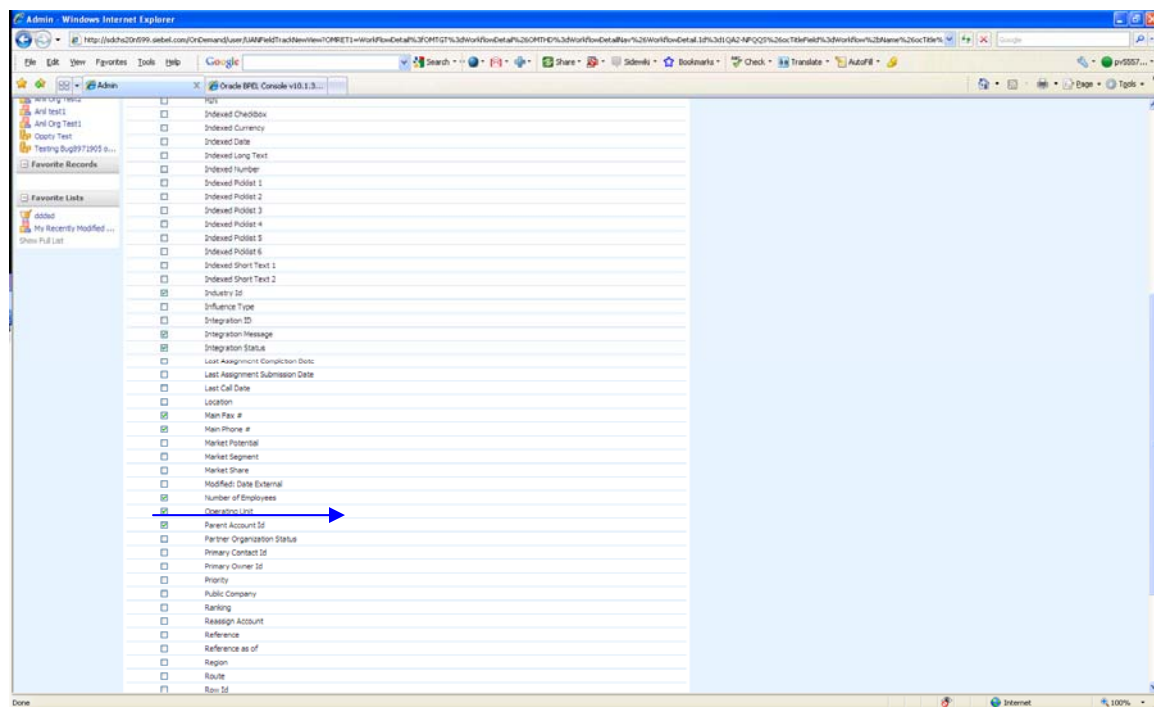 Admin - Windows Internet Explorer
File Edit View Favorites Tools Help
Google
Search
Share
Sidewiki
Bookmarks
Check
Translate
AutoFill
pv5557...
Admin
Oracle BPEL Console v10.1.3....
Page
Tools
Anil test1
Anil Org Test1
Oppty Test
Testing Bug8971905 o...
Favorite Records
Favorite Lists
My Recently Modified ...
Show Full List
Indexed Checkbox
Indexed Currency
Indexed Date
Indexed Long Text
Indexed Number
Indexed Picklist 1
Indexed Picklist 2
Indexed Picklist 3
Indexed Picklist 4
Indexed Picklist 5
Indexed Picklist 6
Indexed Short Text 1
Indexed Short Text 2
Industry Id
Influence Type
Integration ID
Integration Message
Integration Status
Last Assignment Completion Date
Last Assignment Submission Date
Last Call Date
Location
Main Fax #
Main Phone #
Market Potential
Market Segment
Market Share
Modified: Date External
Number of Employees
Operating Unit
Parent Account Id
Partner Organization Status
Primary Contact Id
Primary Owner Id
Priority
Public Company
Ranking
Reassign Account
Reference
Reference as of
Region
Route
Row Id
Done
Internet
100%